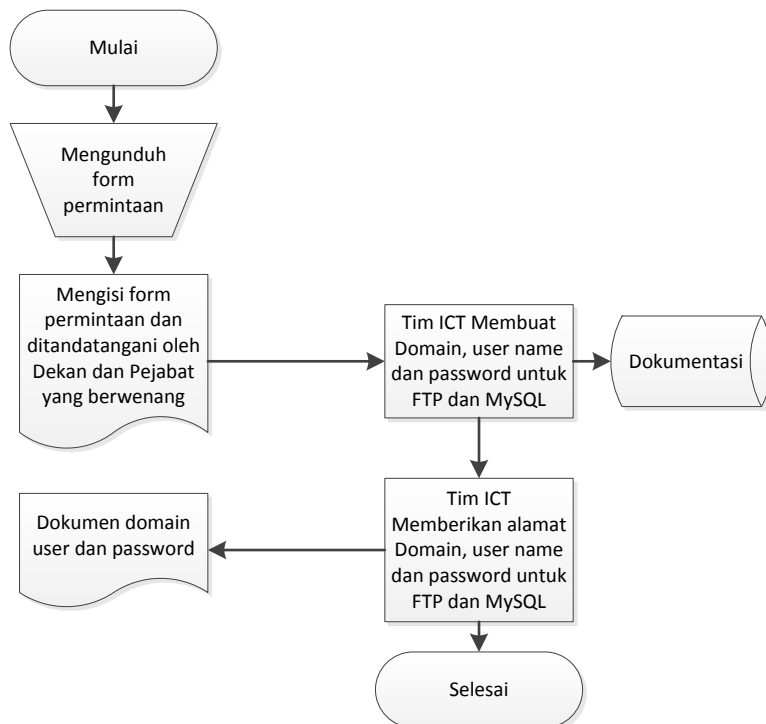 Mulai
Mengunduh
form
permintaan
Mengisi form
permintaan dan
ditandatangani oleh
Dekan dan Pejabat
yang berwenang
Tim ICT Membuat
Domain, user name
dan password untuk
FTP dan MySQL
Dokumentasi
Tim ICT
Memberikan alamat
Domain, user name
dan password untuk
FTP dan MySQL
Dokumen domain
user dan password
Selesai